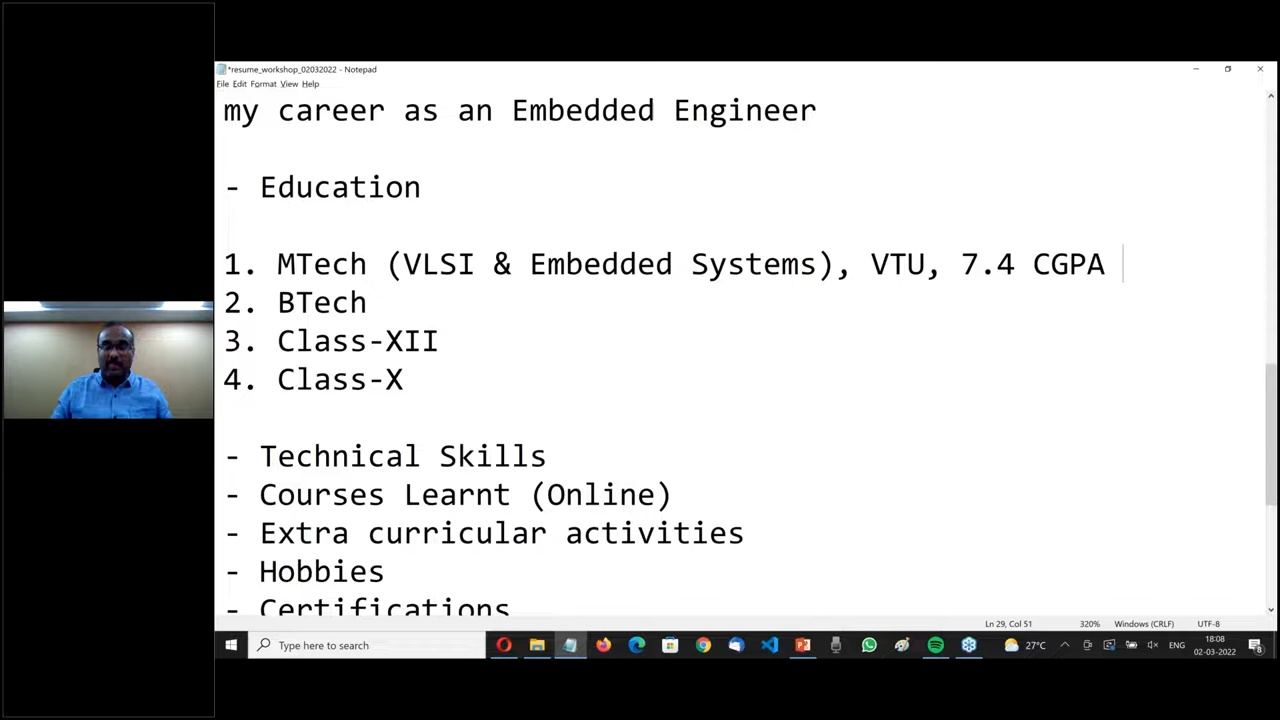 *resume_workshop_02032022 - Notepad
File Edit Format View Help
my career as an Embedded Engineer
- Education
1. MTech (VLSI & Embedded Systems), VTU, 7.4 CGPA
2. BTech
3. Class-XII
4. Class-X
- Technical Skills
- Courses Learnt (Online)
- Extra curricular activities
- Hobbies
- Certifications
Ln 29, Col 51 320% Windows (CRLF) UTF-8
Type here to search 27°C ENG 18:08
02-03-2022 8